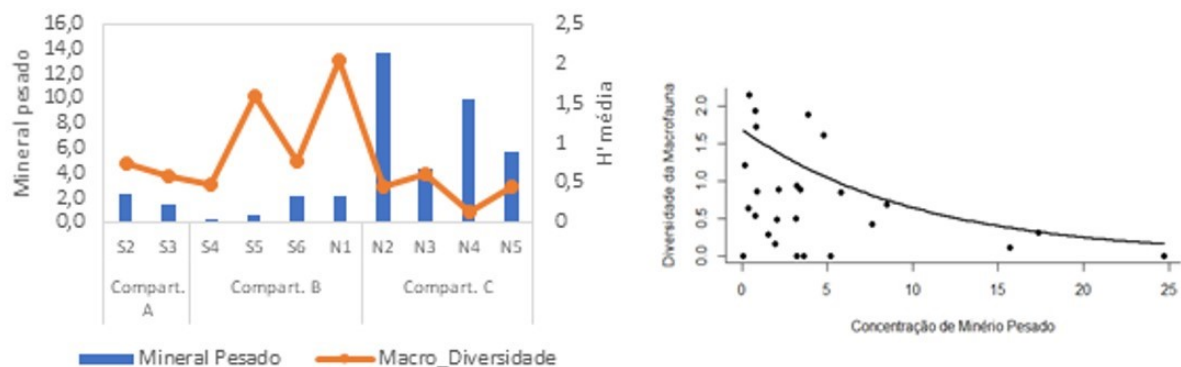 16,0
14,0
12,0
10,0
8,0
6,0
4,0
2,0
0,0
Mineral pesado
2,5
2
1,5
1
0,5
0
H' média
S2 S3 S4 S5 S6 N1 N2 N3 N4 N5
Compart. A
Compart. B
Compart. C
Mineral Pesado Macro_Diversidade
Diversidade da Macrofauna
2.0
1.5
1.0
0.5
0.0
0 5 10 15 20 25
Concentração de Minério Pesado